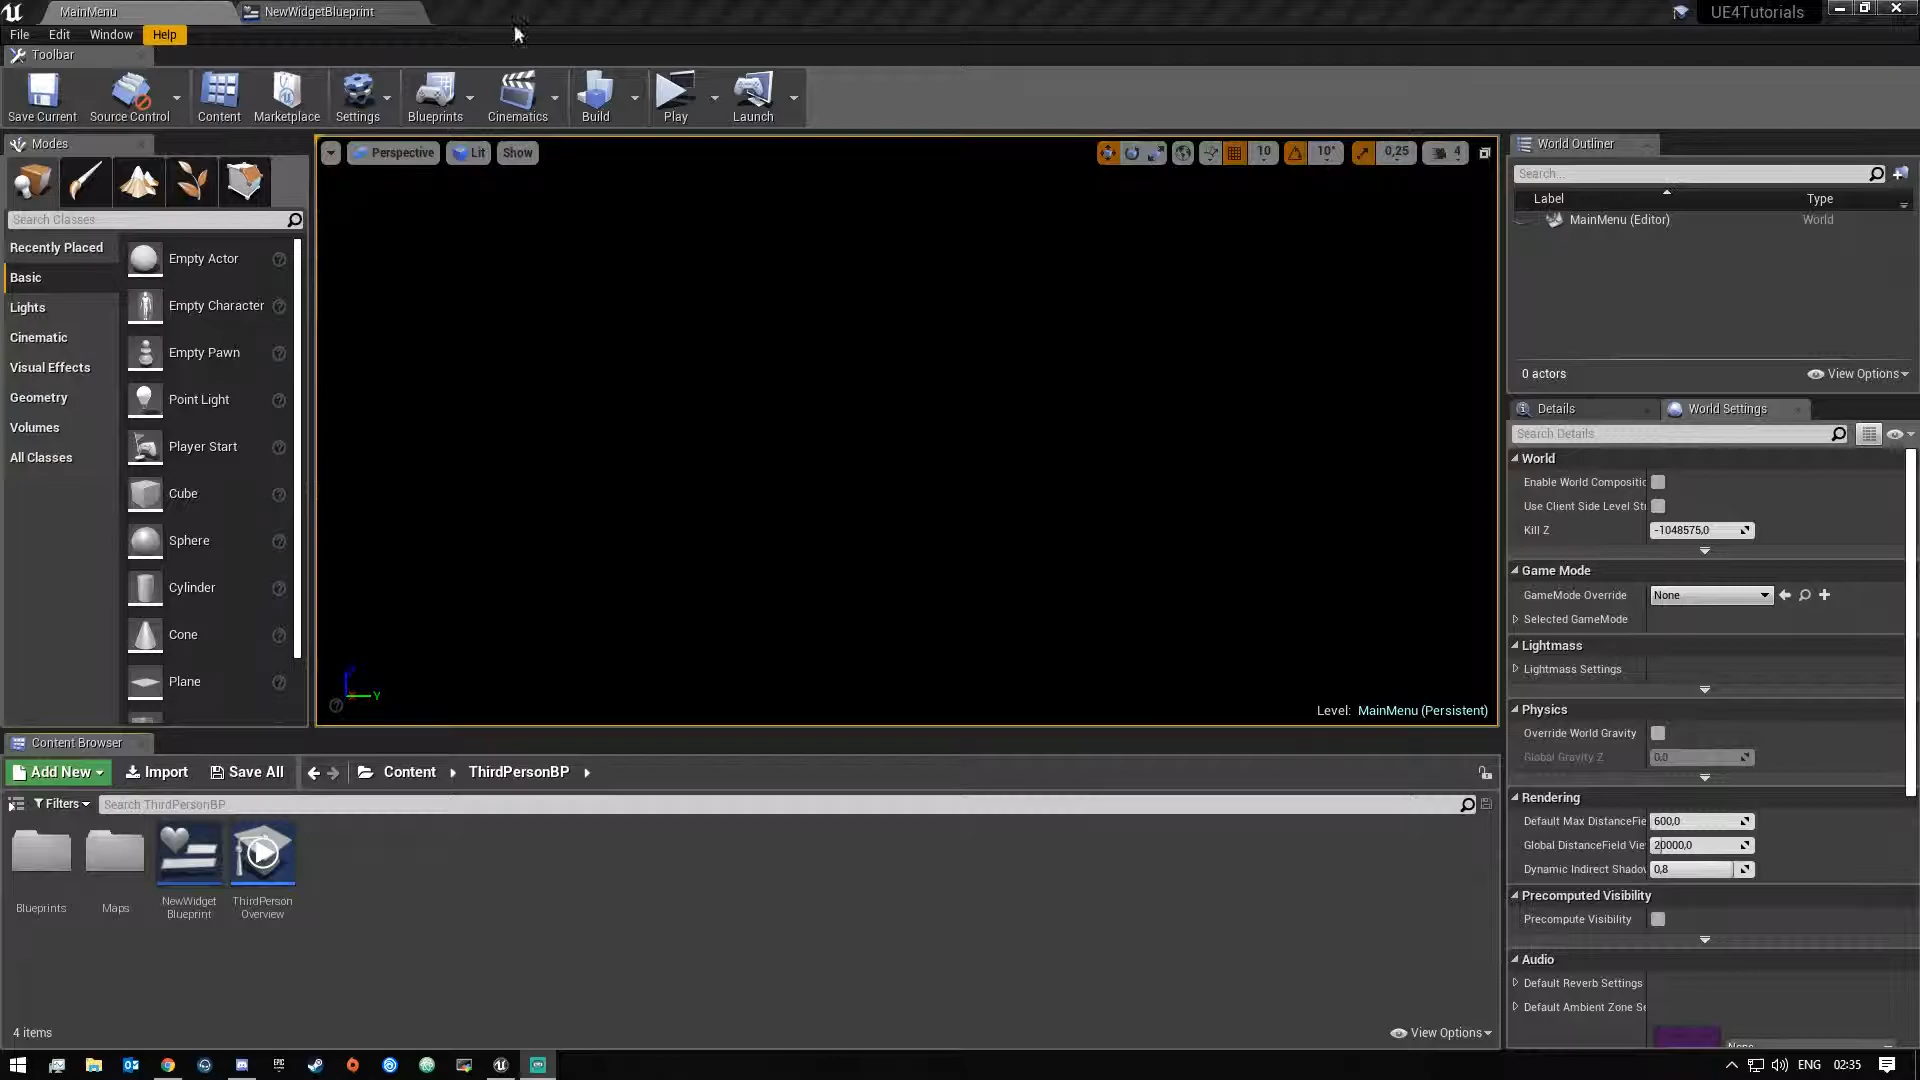 MainMenu
NewWidgetBlueprint
UE4Tutorials
File Edit Window Help
Toolbar
Save Current
Source Control
Content
Marketplace
Settings
Blueprints
Cinematics
Build
Play
Launch
Modes
Search Classes
Recently Placed
Basic
Lights
Cinematic
Visual Effects
Geometry
Volumes
All Classes
Empty Actor
Empty Character
Empty Pawn
Point Light
Player Start
Cube
Sphere
Cylinder
Cone
Plane
Perspective
Lit
Show
10
10°
0,25
4
Y
Level: MainMenu (Persistent)
World Outliner
Search...
Label Type
MainMenu (Editor) World
0 actors
View Options
Details
World Settings
Search Details
World
Enable World Compositic
Use Client Side Level Str
Kill Z -1048575,0
Game Mode
GameMode Override None
Selected GameMode
Lightmass
Lightmass Settings
Physics
Override World Gravity
Global Gravity Z 0,0
Rendering
Default Max DistanceFie 600,0
Global DistanceField Vie 20000,0
Dynamic Indirect Shadov 0,8
Precomputed Visibility
Precompute Visibility
Audio
Default Reverb Settings
Default Ambient Zone Se
None
Content Browser
Add New
Import
Save All
Content
ThirdPersonBP
Filters
Search ThirdPersonBP
Blueprints
Maps
NewWidget
Blueprint
ThirdPerson
Overview
4 items
View Options
EPIC
ENG
02:35